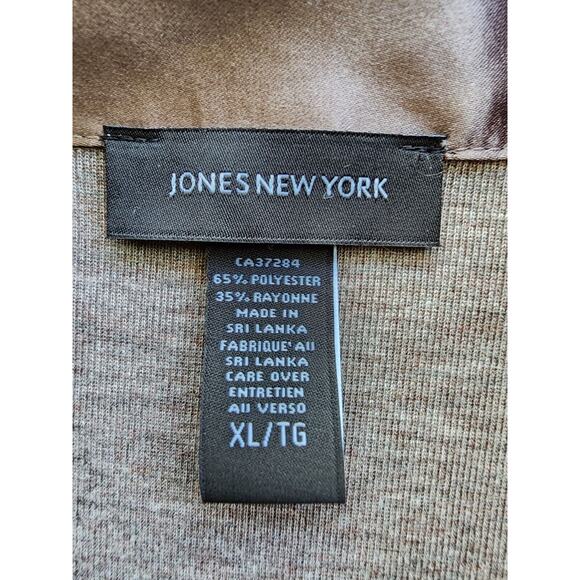 JONES NEW YORK
CA37284
65% POLYESTER
35% RAYONNE
MADE IN
SRI LANKA
FABRIQUE' AU
SRI LANKA
CARE OVER
ENTRETIEN
AU VERSO
XL/TG